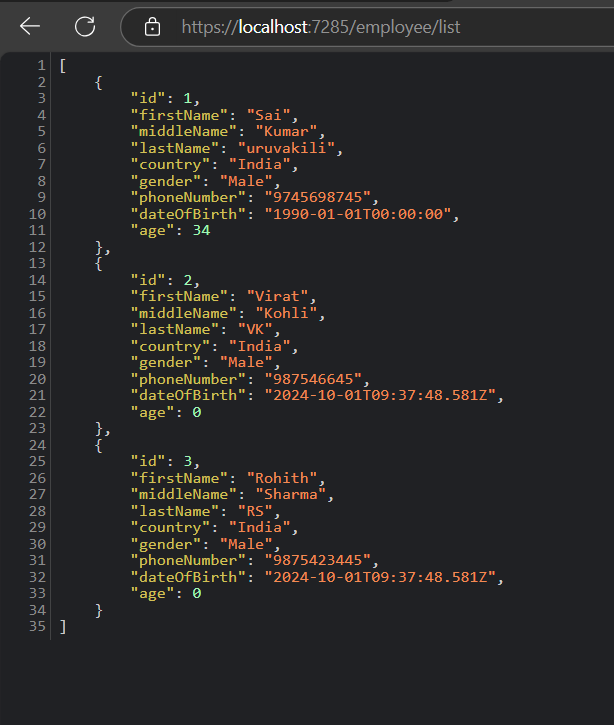 https://localhost:7285/employee/list
1 [
2     {
3         "id": 1,
4         "firstName": "Sai",
5         "middleName": "Kumar",
6         "lastName": "uruvakili",
7         "country": "India",
8         "gender": "Male",
9         "phoneNumber": "9745698745",
10         "dateOfBirth": "1990-01-01T00:00:00",
11         "age": 34
12     },
13     {
14         "id": 2,
15         "firstName": "Virat",
16         "middleName": "Kohli",
17         "lastName": "VK",
18         "country": "India",
19         "gender": "Male",
20         "phoneNumber": "987546645",
21         "dateOfBirth": "2024-10-01T09:37:48.581Z",
22         "age": 0
23     },
24     {
25         "id": 3,
26         "firstName": "Rohith",
27         "middleName": "Sharma",
28         "lastName": "RS",
29         "country": "India",
30         "gender": "Male",
31         "phoneNumber": "9875423445",
32         "dateOfBirth": "2024-10-01T09:37:48.581Z",
33         "age": 0
34     }
35 ]